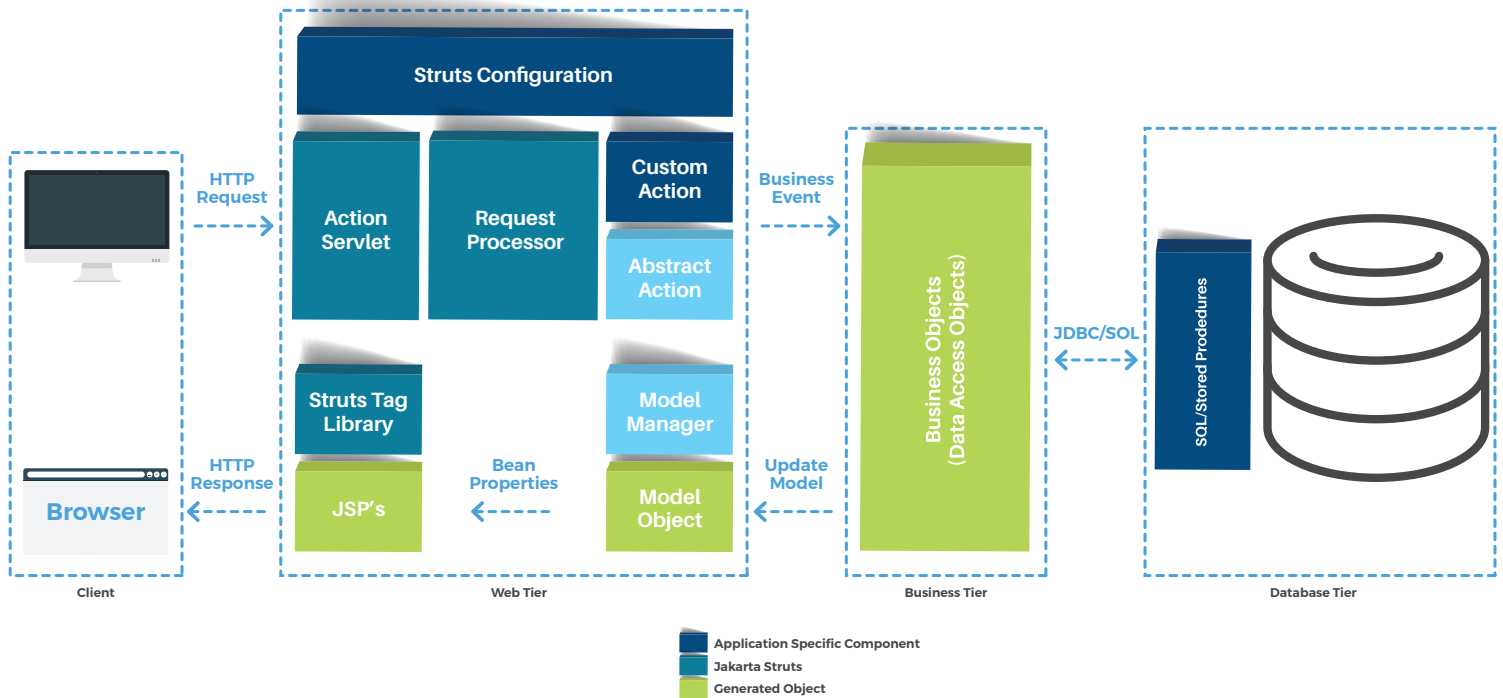 Struts Configuration
HTTP
Request
Action
Servlet
Request
Processor
Custom
Action
Abstract
Action
Business
Event
Business Objects
(Data Access Objects)
JDBC/SOL
SQL/Stored Prodedures
Struts Tag
Library
Model
Manager
Browser
HTTP
Response
JSP's
Bean
Properties
Model
Object
Update
Model
Client
Web Tier
Business Tier
Database Tier
Application Specific Component
Jakarta Struts
Generated Object